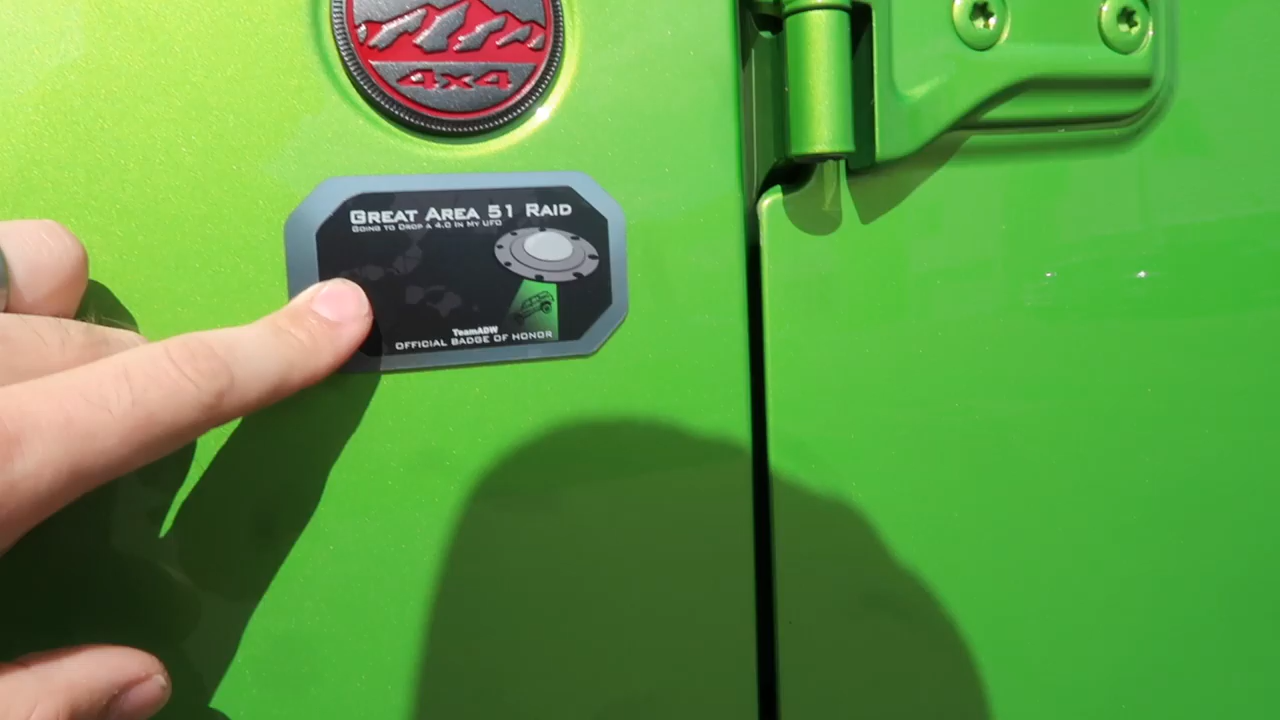 4x4
GREAT AREA 51 RAID
GOING TO DROP A 4.0 IN MY UFO
TeamADW
OFFICIAL BADGE OF HONOR